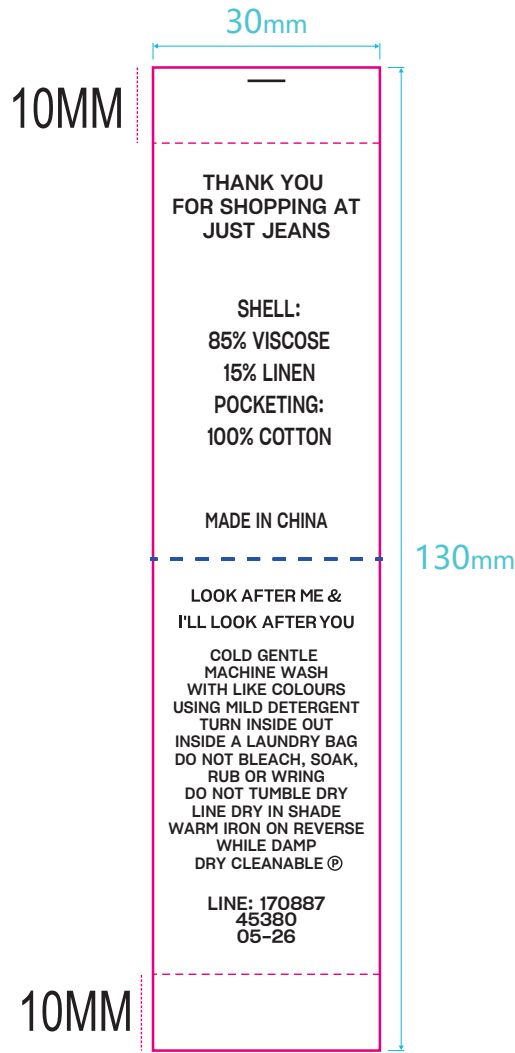 30mm
10MM
THANK YOU
FOR SHOPPING AT
JUST JEANS
SHELL:
85% VISCOSE
15% LINEN
POCKETING:
100% COTTON
MADE IN CHINA
130mm
LOOK AFTER ME &
I'LL LOOK AFTER YOU
COLD GENTLE
MACHINE WASH
WITH LIKE COLOURS
USING MILD DETERGENT
TURN INSIDE OUT
INSIDE A LAUNDRY BAG
DO NOT BLEACH, SOAK,
RUB OR WRING
DO NOT TUMBLE DRY
LINE DRY IN SHADE
WARM IRON ON REVERSE
WHILE DAMP
DRY CLEANABLE Ⓟ
LINE: 170887
45380
05-26
10MM